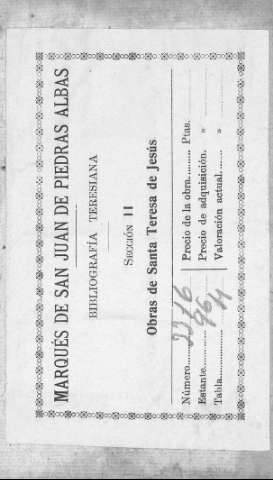 MARQUÉS DE SAN JUAN DE PIEDRAS ALBAS
BIBLIOGRAFÍA TERESIANA
SECCIÓN II
Obras de Santa Teresa de Jesús
Número.......... Precio de la obra........ Ptas.
Estante.......... Precio de adquisición. »
Tabla.......... Valoración actual...... »